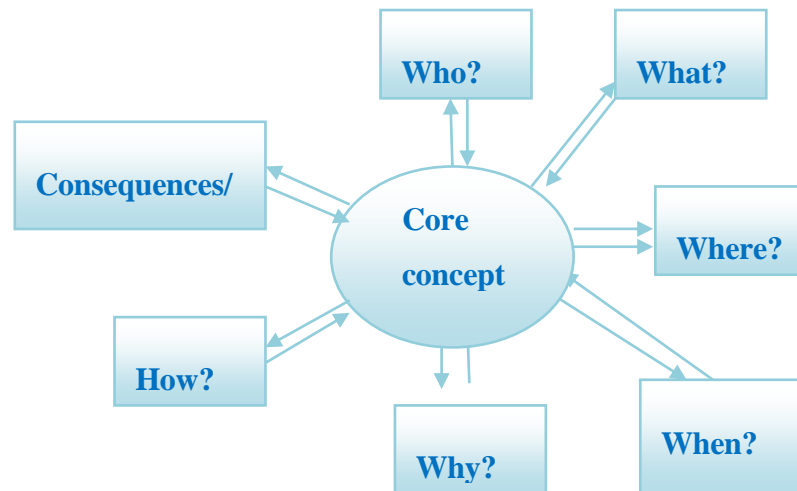 Who?
What?
Consequences/
Core
concept
Where?
How?
Why?
When?